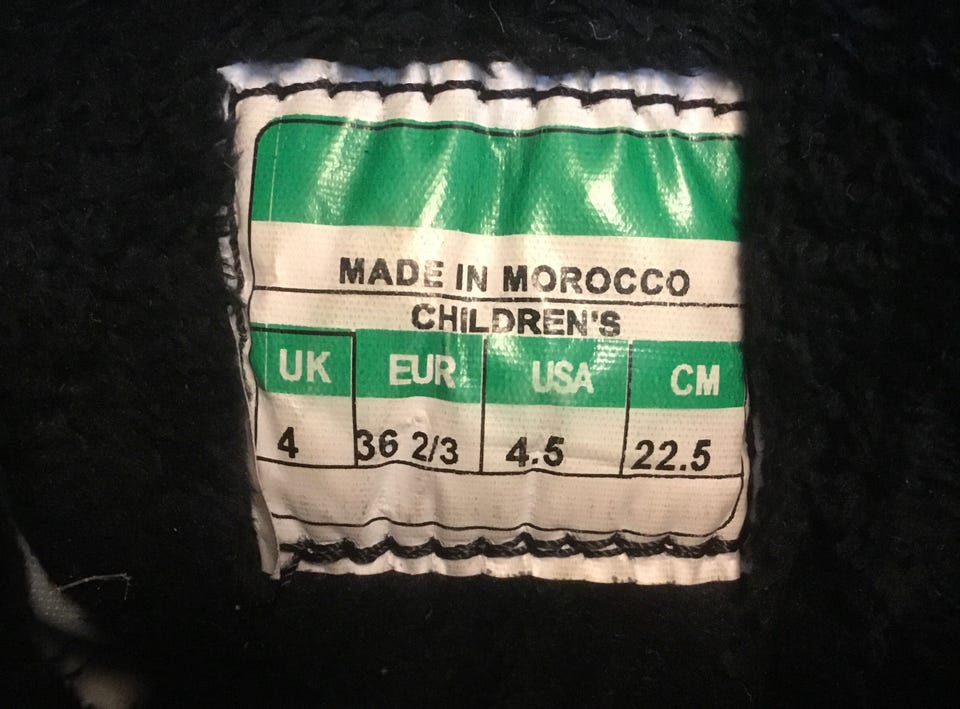 MADE IN MOROCCO
CHILDREN'S
UK EUR USA CM
4 36 2/3 4.5 22.5